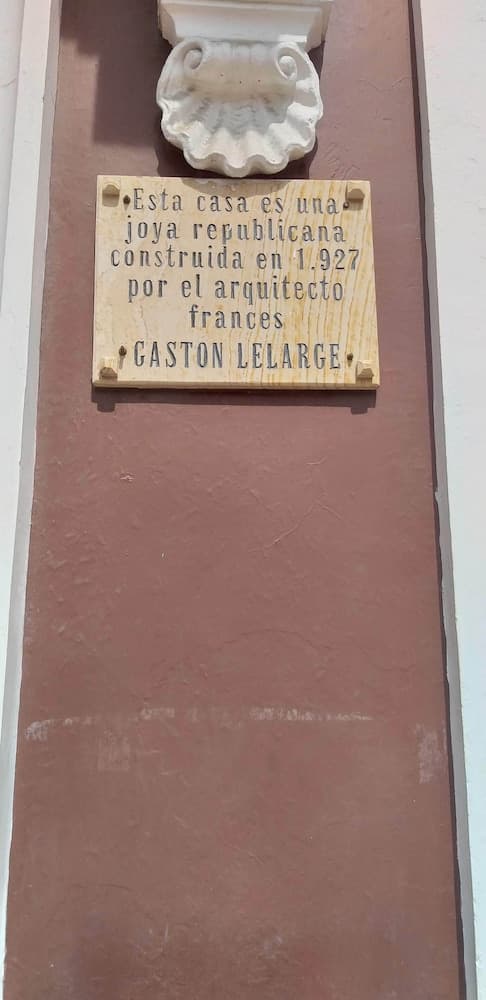 Esta casa es una
joya republicana
construida en 1.927
por el arquitecto
frances
GASTON LELARGE